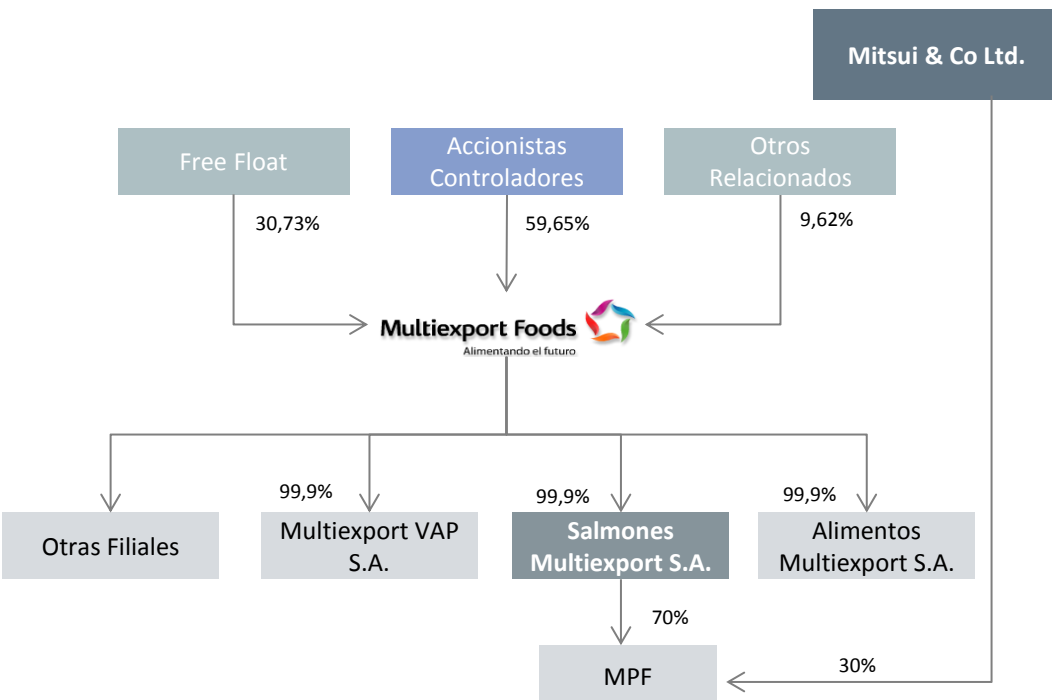 Mitsui & Co Ltd.
Free Float
Accionistas
Controladores
Otros
Relacionados
30,73%
59,65%
9,62%
Multiexport Foods
Alimentando el futuro
99,9%
99,9%
99,9%
Otras Filiales
Multiexport VAP
S.A.
Salmones
Multiexport S.A.
Alimentos
Multiexport S.A.
70%
MPF
30%